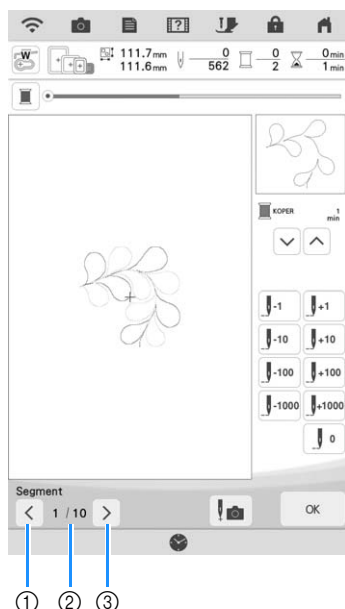 W
111.7mm
111.6mm
0
562
0
2
0min
1min
KOPER 1
min
-1 +1
-10 +10
-100 +100
-1000 +1000
0
Segment
1 / 10
OK
① ② ③